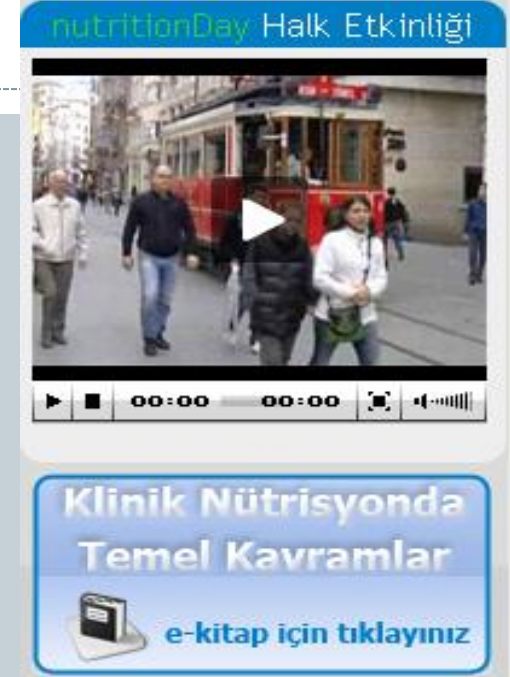 nutritionDay Halk Etkinliği
00:00 00:00
Klinik Nütrisyonda
Temel Kavramlar
e-kitap için tıklayınız